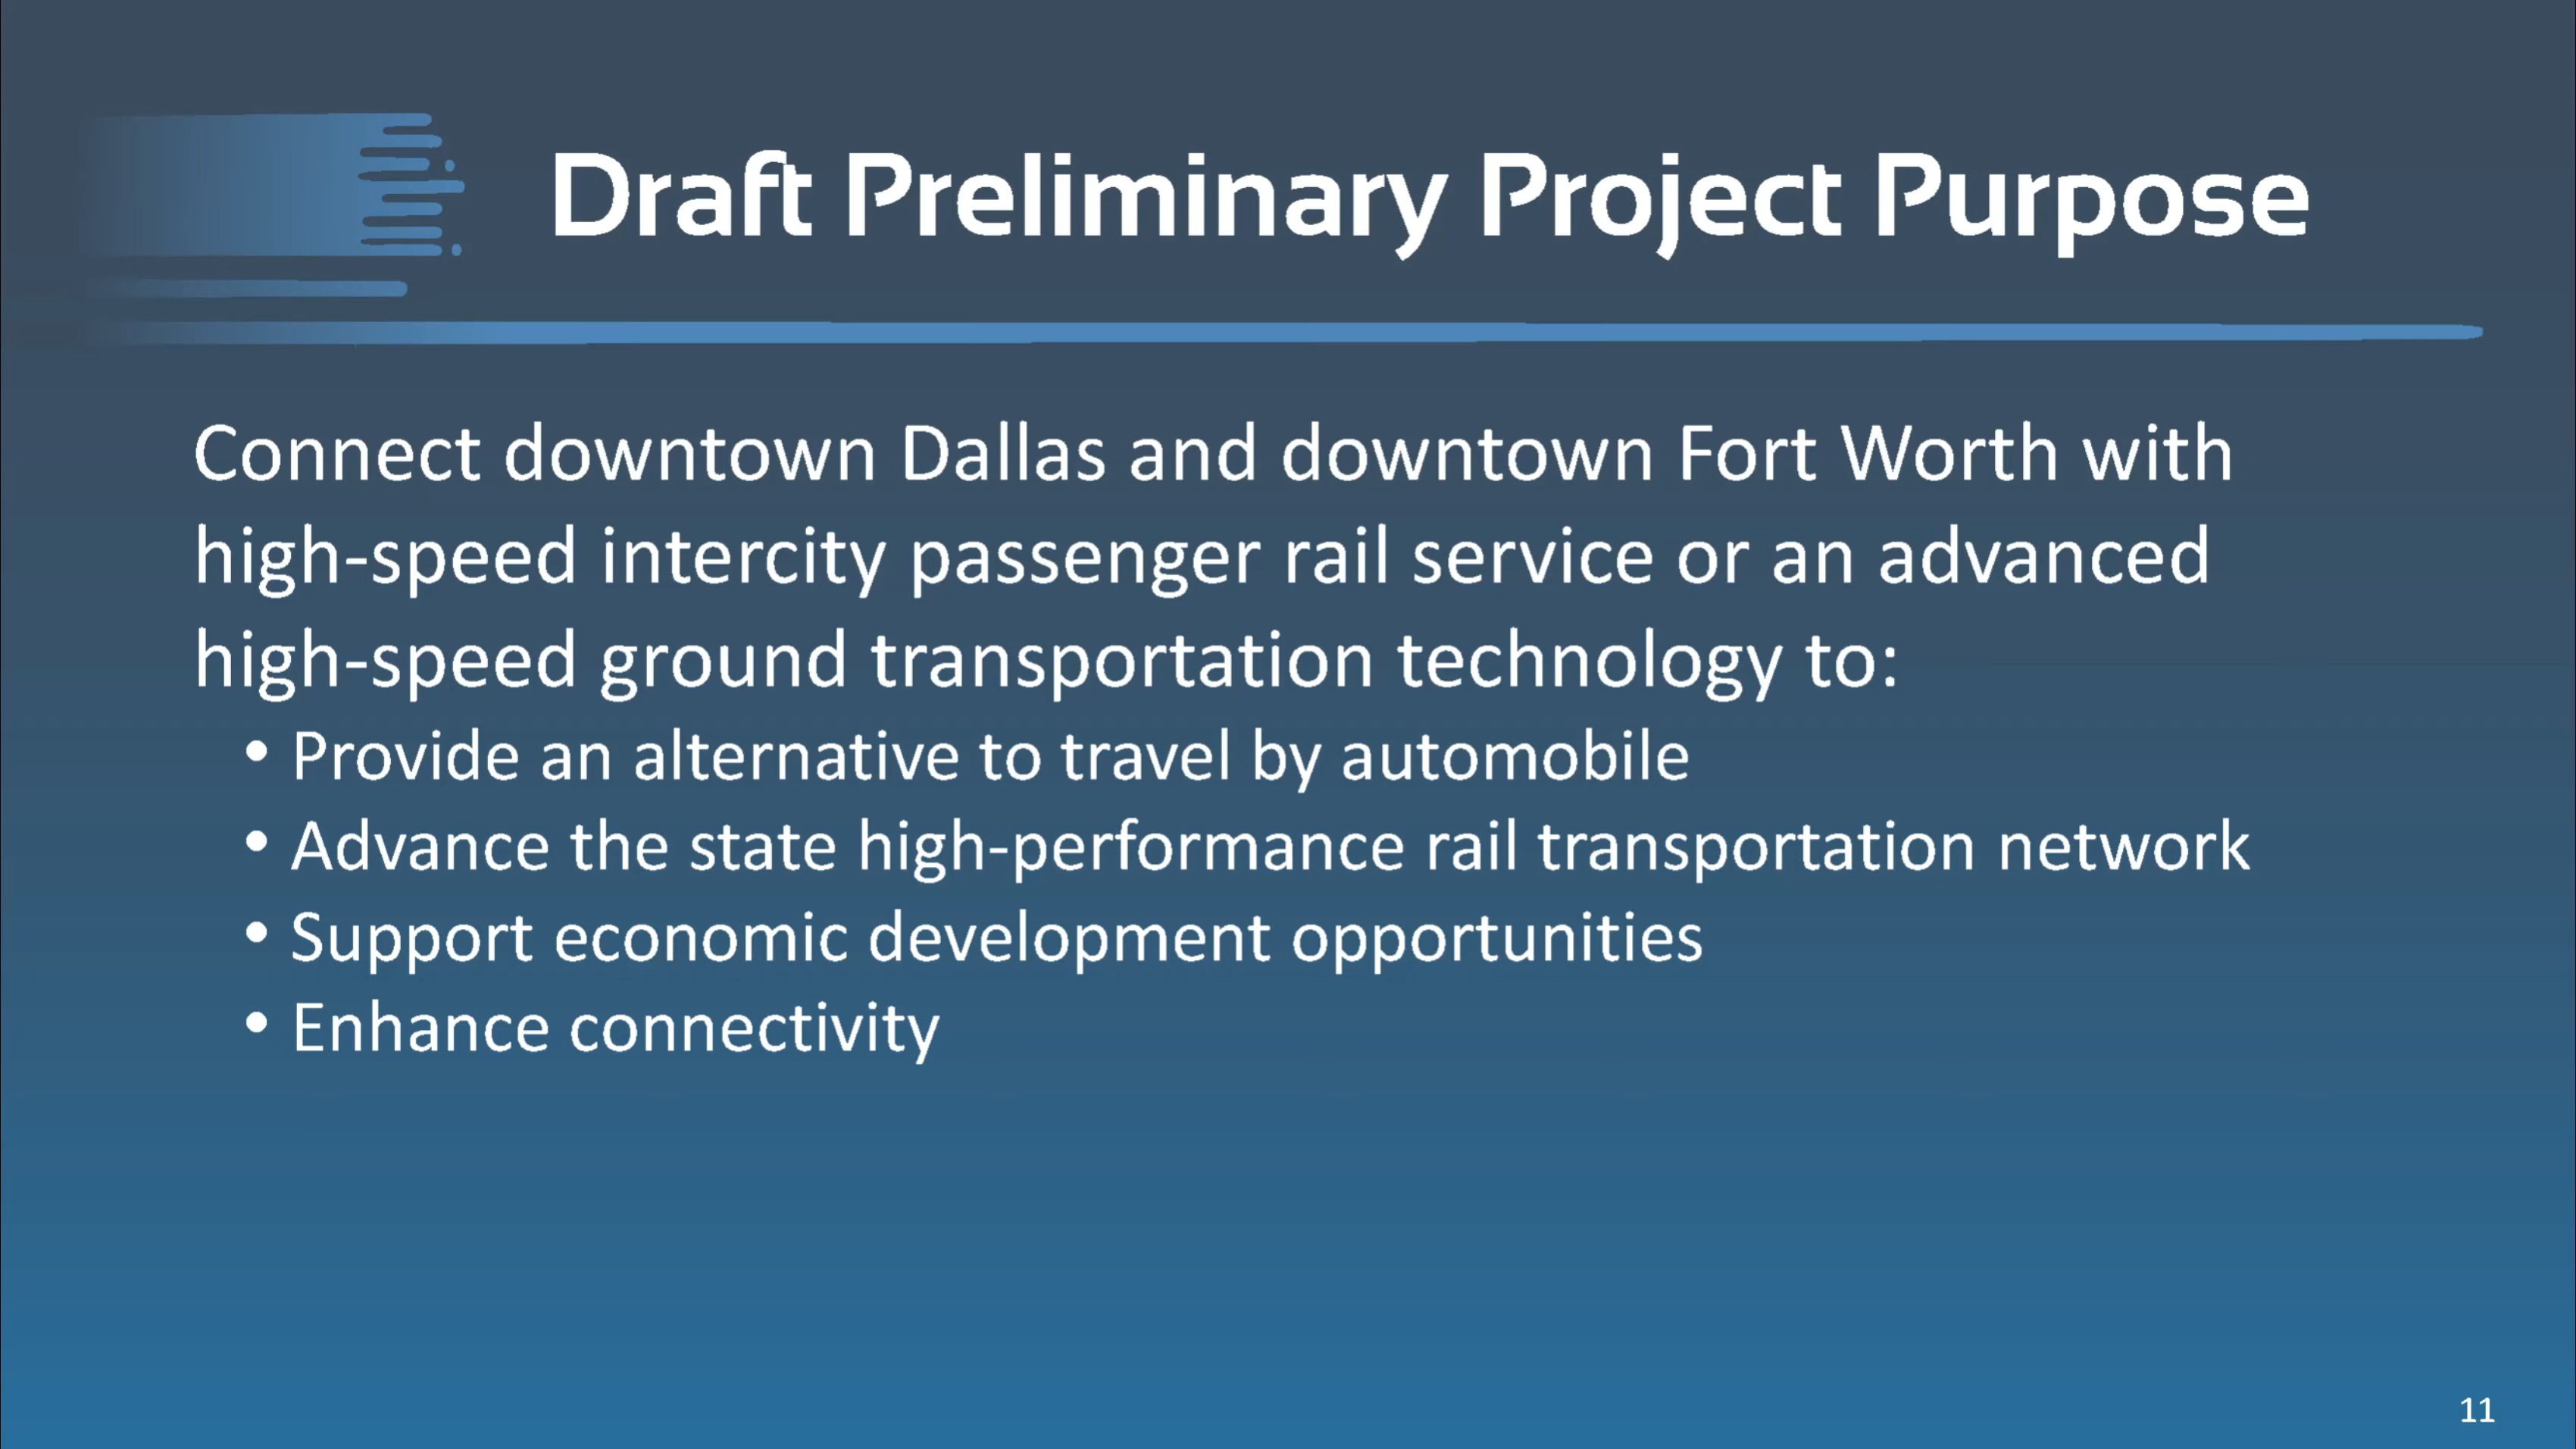 Draft Preliminary Project Purpose
Connect downtown Dallas and downtown Fort Worth with
high-speed intercity passenger rail service or an advanced
high-speed ground transportation technology to:
• Provide an alternative to travel by automobile
• Advance the state high-performance rail transportation network
• Support economic development opportunities
• Enhance connectivity
11